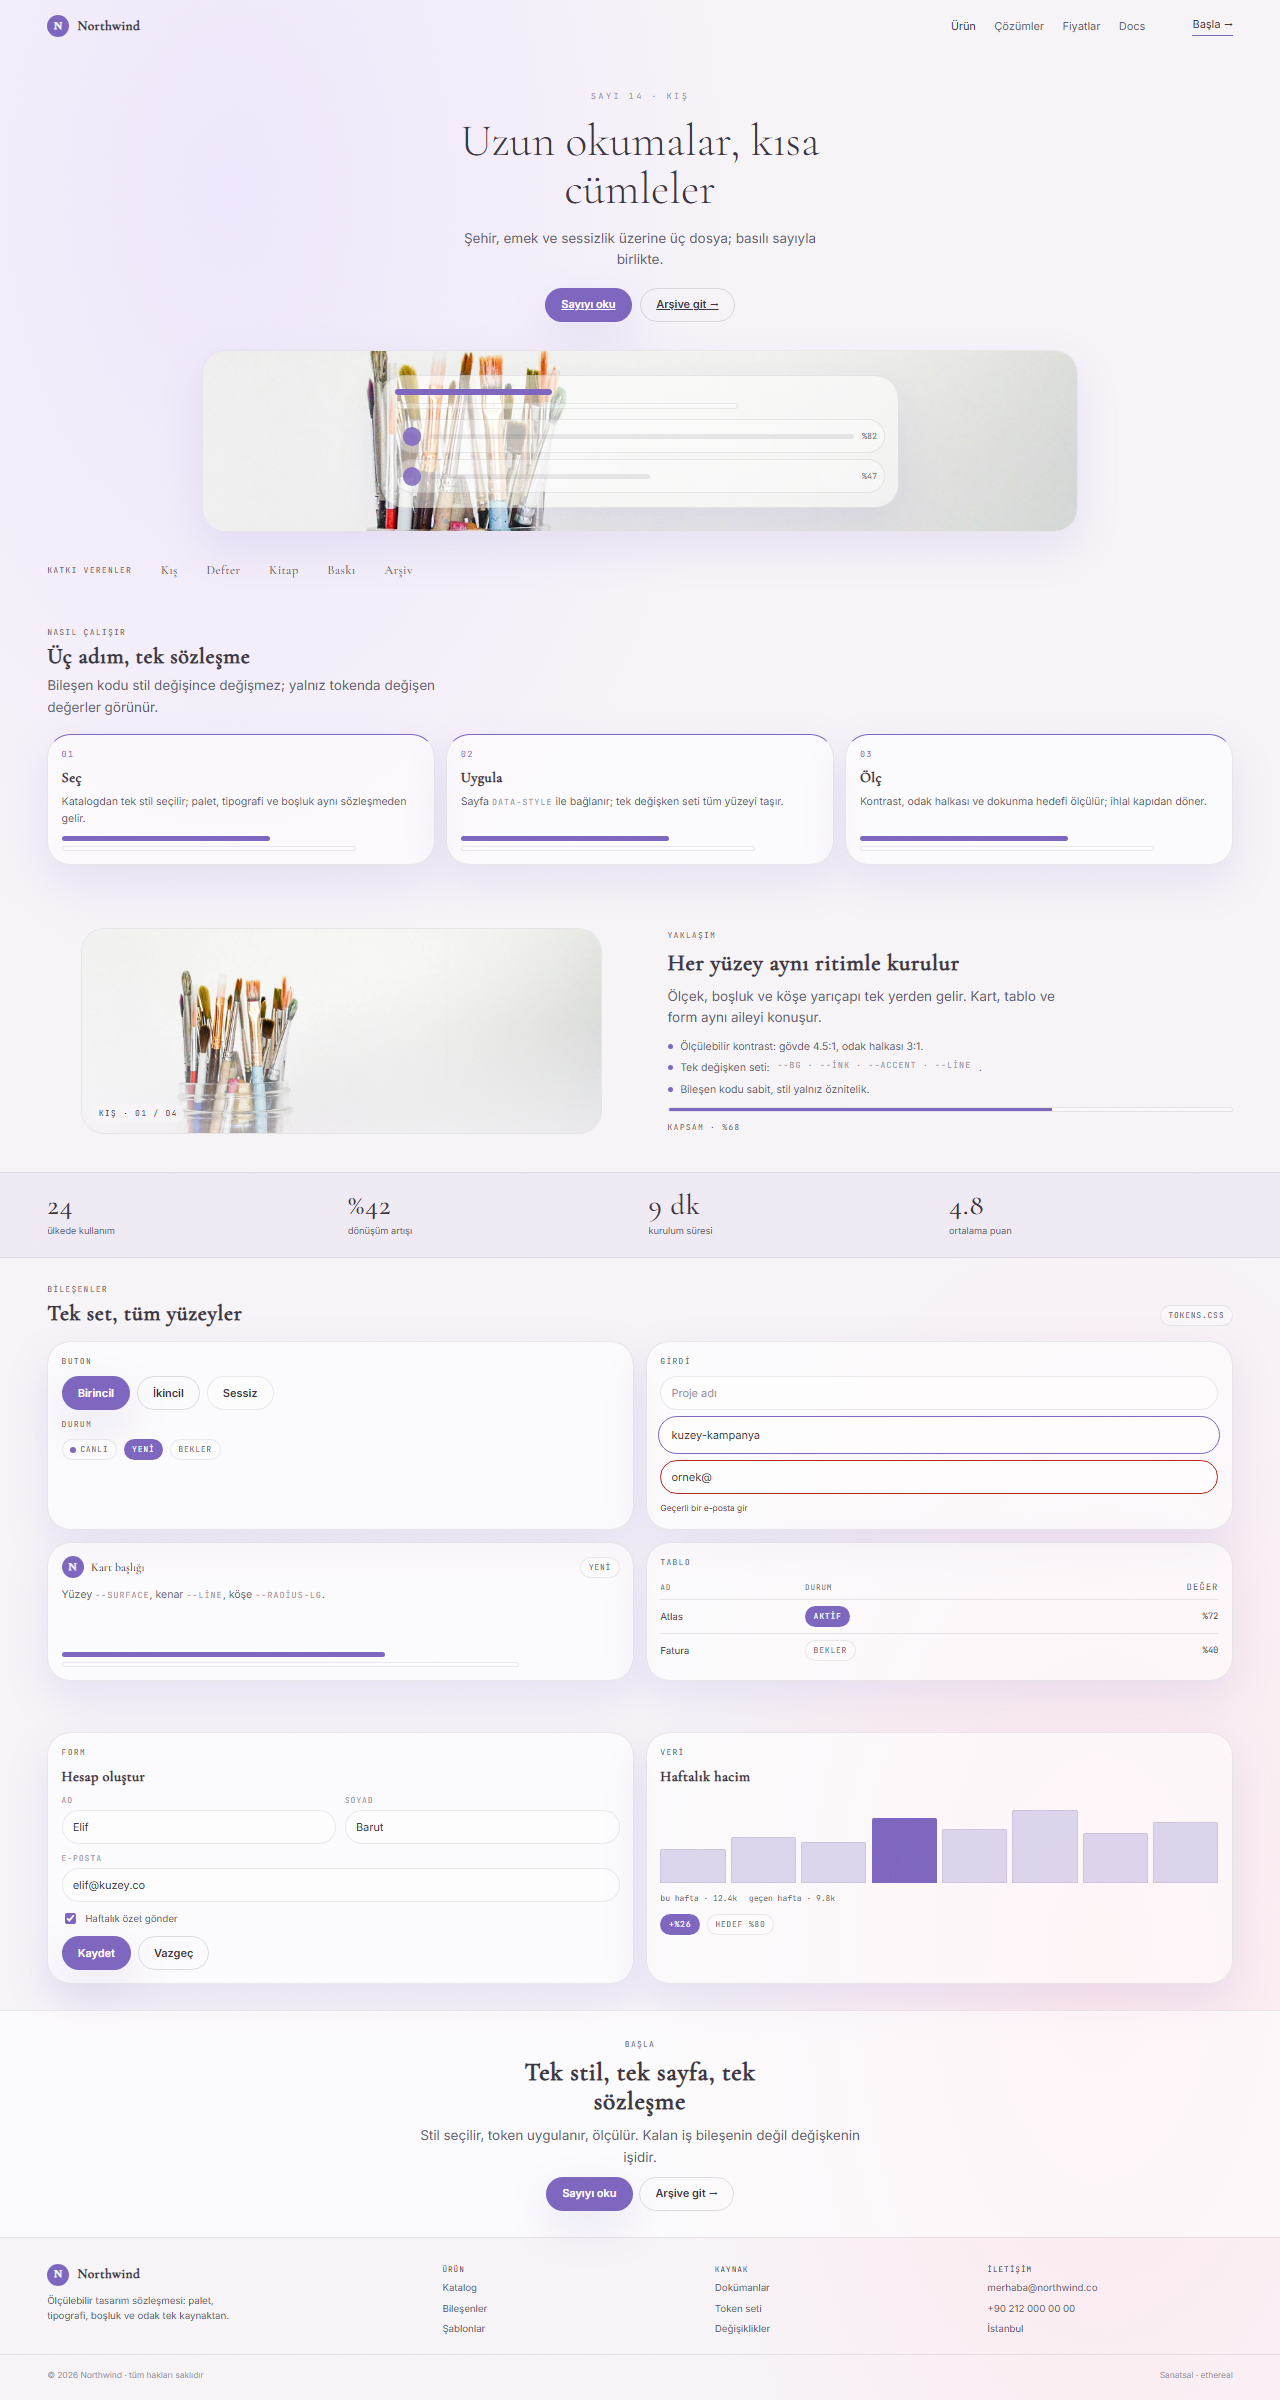 N Northwind
Ürün Çözümler Fiyatlar Docs Başla →
SAYI 14 · KIŞ
Uzun okumalar, kısa
cümleler
Şehir, emek ve sessizlik üzerine üç dosya; basılı sayıyla
birlikte.
Sayıyı oku Arşive git →
%82
%47
KATKI VERENLER Kış Defter Kitap Baskı Arşiv
NASIL ÇALIŞIR
Üç adım, tek sözleşme
Bileşen kodu stil değişince değişmez; yalnız tokenda değişen
değerler görünür.
01
Seç
Katalogdan tek stil seçilir; palet, tipografi ve boşluk aynı sözleşmeden
gelir.
02
Uygula
Sayfa DATA-STYLE ile bağlanır; tek değişken seti tüm yüzeyi taşır.
03
Ölç
Kontrast, odak halkası ve dokunma hedefi ölçülür; ihlal kapıdan döner.
KIŞ · 01 / 04
YAKLAŞIM
Her yüzey aynı ritimle kurulur
Ölçek, boşluk ve köşe yarıçapı tek yerden gelir. Kart, tablo ve
form aynı aileyi konuşur.
Ölçülebilir kontrast: gövde 4.5:1, odak halkası 3:1.
Tek değişken seti: --BG · --İNK · --ACCENT · --LİNE .
Bileşen kodu sabit, stil yalnız öznitelik.
KAPSAM · %68
24
ülkede kullanım
%42
dönüşüm artışı
9 dk
kurulum süresi
4.8
ortalama puan
BİLEŞENLER
Tek set, tüm yüzeyler
TOKENS.CSS
BUTON
Birincil İkincil Sessiz
DURUM
CANLI YENİ BEKLER
GİRDİ
Proje adı
kuzey-kampanya
ornek@
Geçerli bir e-posta gir
N Kart başlığı YENİ
Yüzey --SURFACE, kenar --LİNE, köşe --RADİUS-LG.
TABLO
AD DURUM DEĞER
Atlas AKTİF %72
Fatura BEKLER %40
FORM
Hesap oluştur
AD SOYAD
Elif Barut
E-POSTA
elif@kuzey.co
Haftalık özet gönder
Kaydet Vazgeç
VERİ
Haftalık hacim
bu hafta · 12.4k geçen hafta · 9.8k
+%26 HEDEF %80
BAŞLA
Tek stil, tek sayfa, tek
sözleşme
Stil seçilir, token uygulanır, ölçülür. Kalan iş bileşenin değil değişkenin
işidir.
Sayıyı oku Arşive git →
N Northwind
Ölçülebilir tasarım sözleşmesi: palet,
tipografi, boşluk ve odak tek kaynaktan.
ÜRÜN
Katalog
Bileşenler
Şablonlar
KAYNAK
Dokümanlar
Token seti
Değişiklikler
İLETİŞİM
merhaba@northwind.co
+90 212 000 00 00
İstanbul
© 2026 Northwind · tüm hakları saklıdır
Sanatsal · ethereal